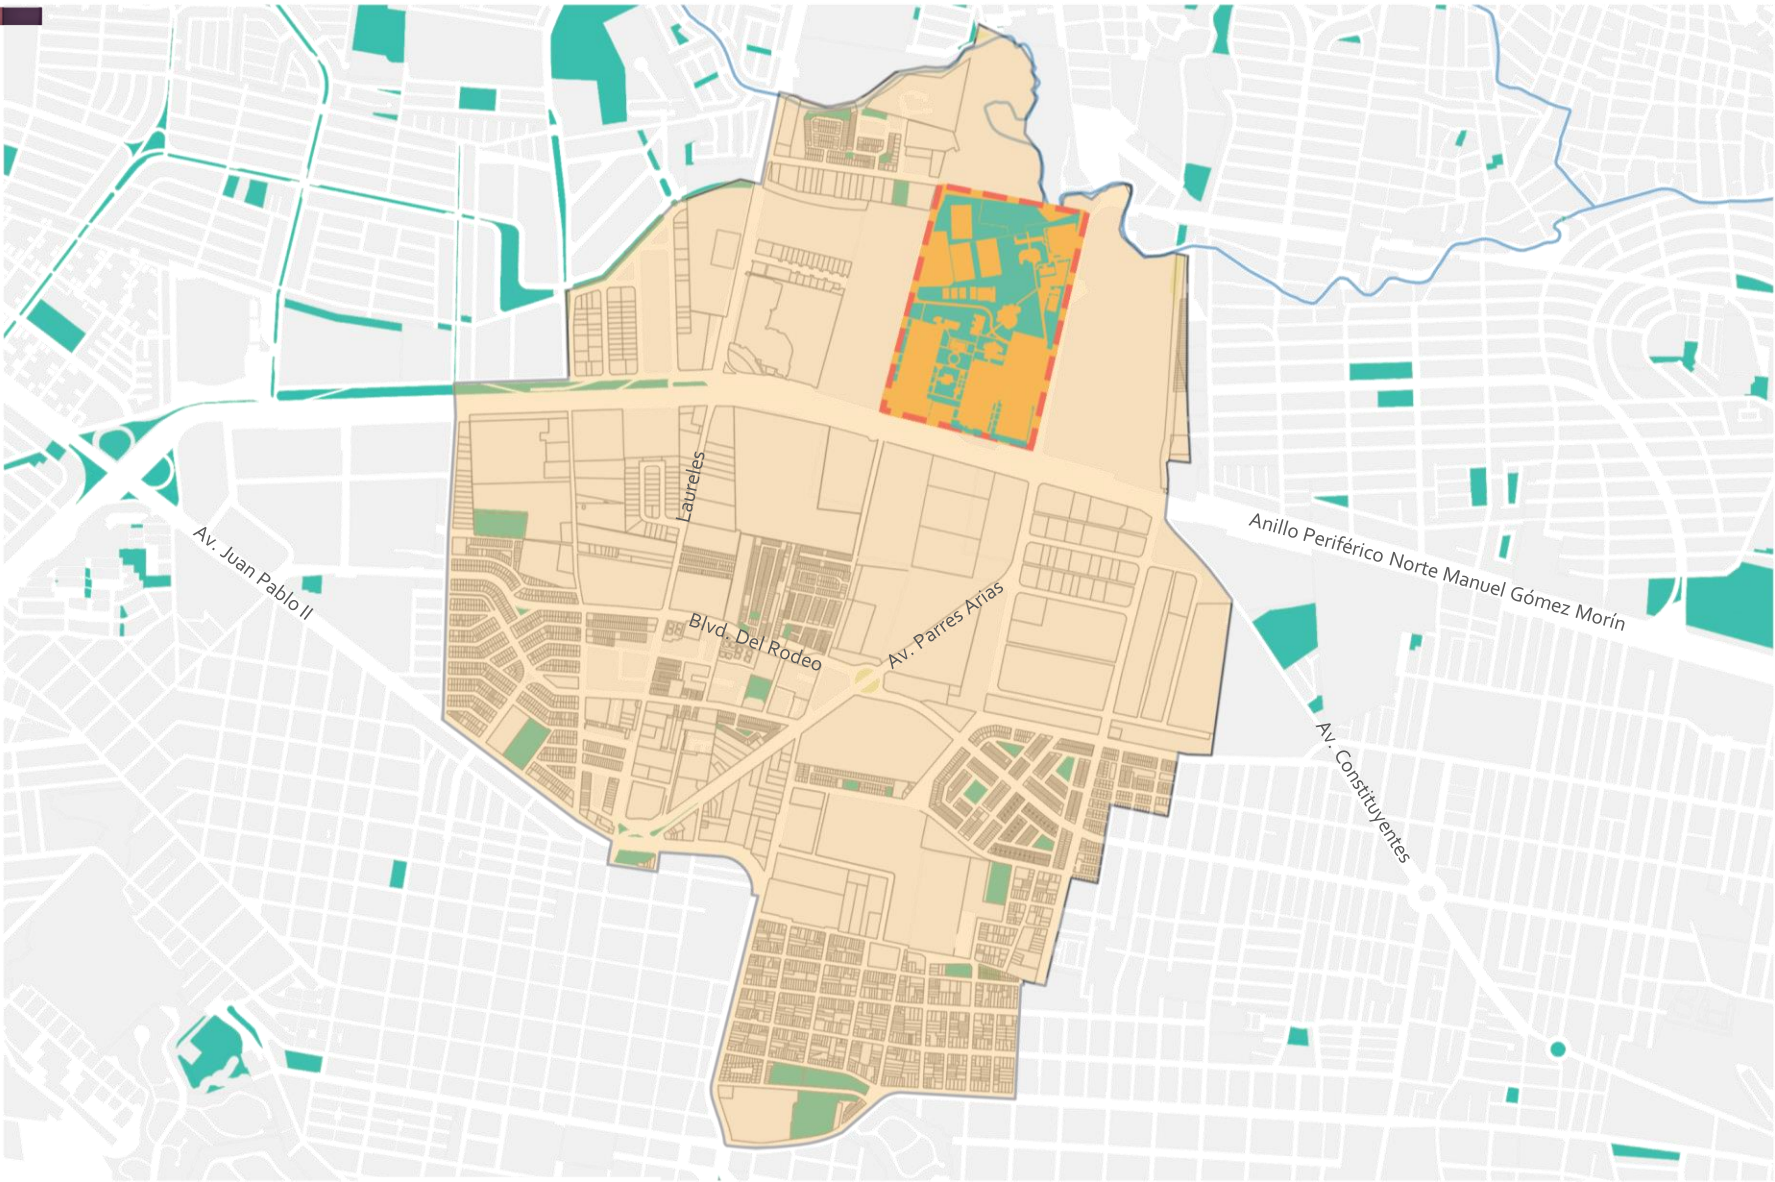 Laureles
Anillo Periférico Norte Manuel Gómez Morín
Av. Juan Pablo II
Av. Parres Arias
Blvd. Del Rodeo
Av. Constituyentes